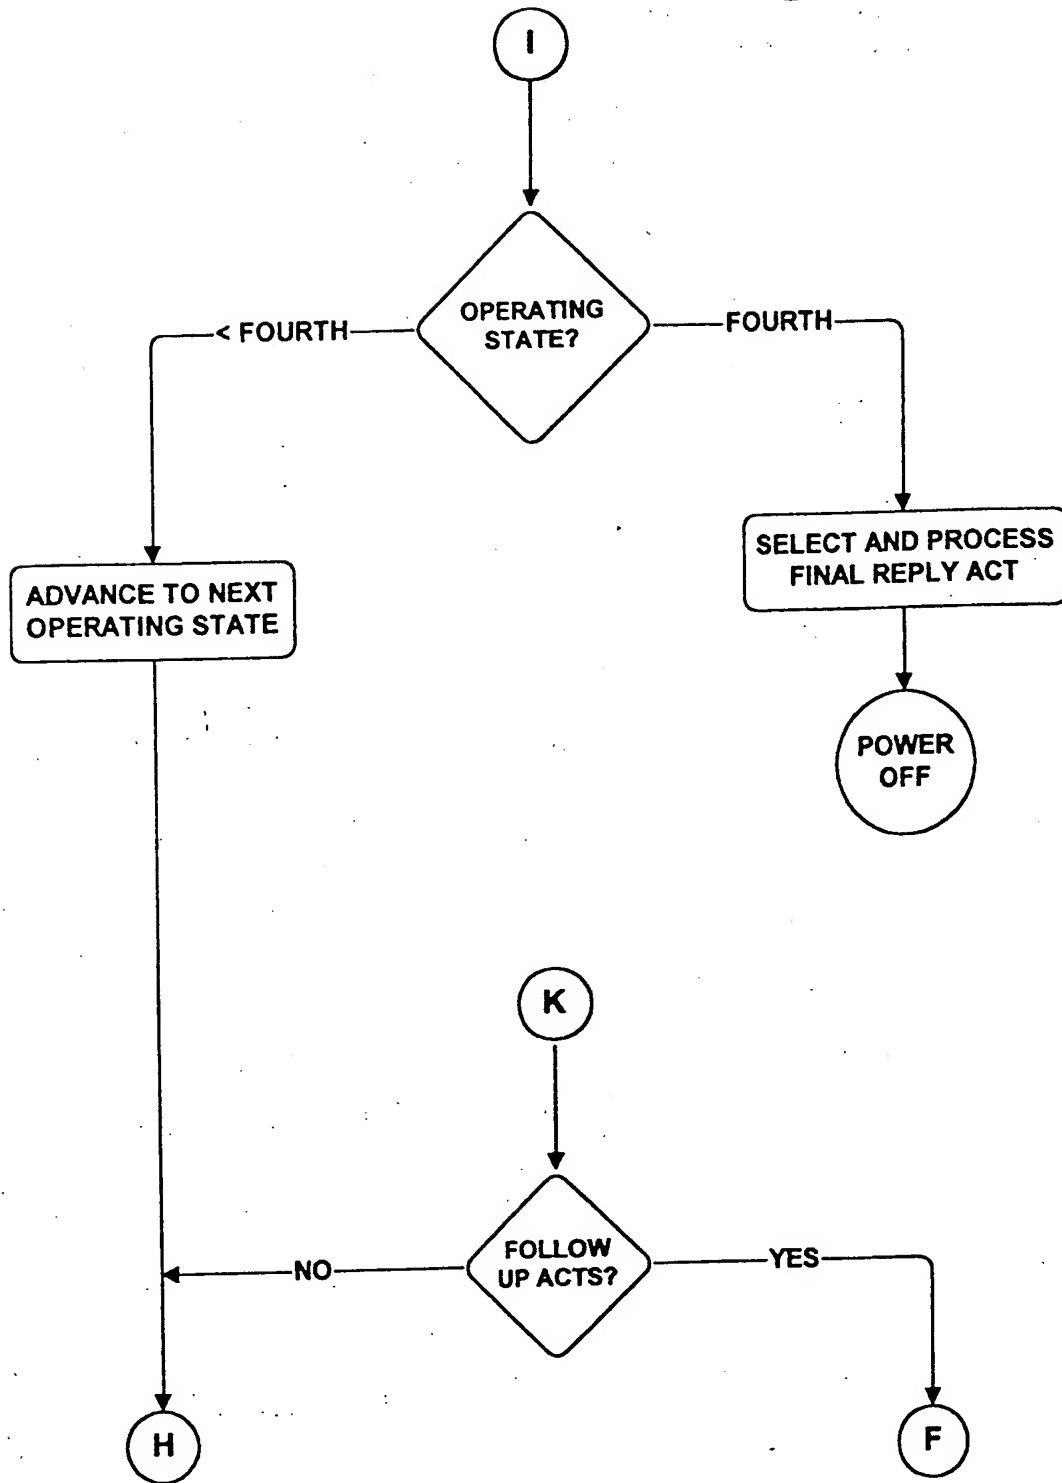 I
OPERATING
STATE?
< FOURTH
FOURTH
SELECT AND PROCESS
FINAL REPLY ACT
ADVANCE TO NEXT
OPERATING STATE
POWER
OFF
K
FOLLOW
UP ACTS?
NO
YES
H
F